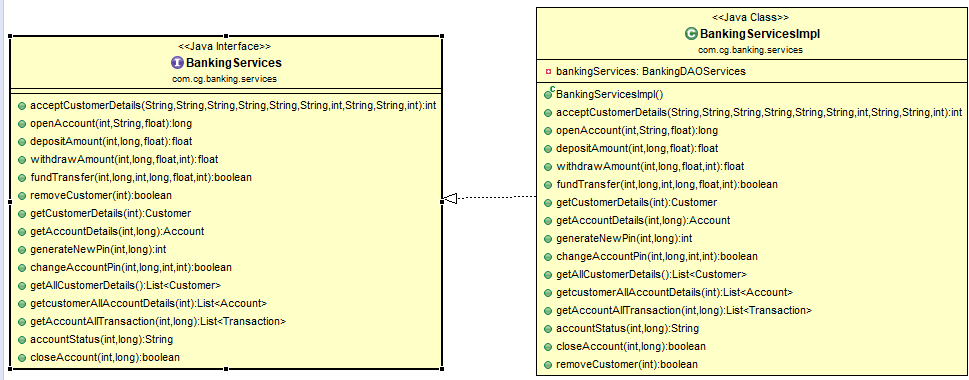 <<Java Interface>>
BankingServices
com.cg.banking.services
acceptCustomerDetails(String,String,String,String,String,String,int,String,String,int):int
openAccount(int,String,float):long
depositAmount(int,long,float):float
withdrawAmount(int,long,float,int):float
fundTransfer(int,long,int,long,float,int):boolean
removeCustomer(int):boolean
getCustomerDetails(int):Customer
getAccountDetails(int,long):Account
generateNewPin(int,long):int
changeAccountPin(int,long,int,int):boolean
getAllCustomerDetails():List<Customer>
getcustomerAllAccountDetails(int):List<Account>
getAccountAllTransaction(int,long):List<Transaction>
accountStatus(int,long):String
closeAccount(int,long):boolean
<<Java Class>>
BankingServicesImpl
com.cg.banking.services
bankingServices: BankingDAOServices
BankingServicesImpl()
acceptCustomerDetails(String,String,String,String,String,String,int,String,String,int):int
openAccount(int,String,float):long
depositAmount(int,long,float):float
withdrawAmount(int,long,float,int):float
fundTransfer(int,long,int,long,float,int):boolean
getCustomerDetails(int):Customer
getAccountDetails(int,long):Account
generateNewPin(int,long):int
changeAccountPin(int,long,int,int):boolean
getAllCustomerDetails():List<Customer>
getcustomerAllAccountDetails(int):List<Account>
getAccountAllTransaction(int,long):List<Transaction>
accountStatus(int,long):String
closeAccount(int,long):boolean
removeCustomer(int):boolean